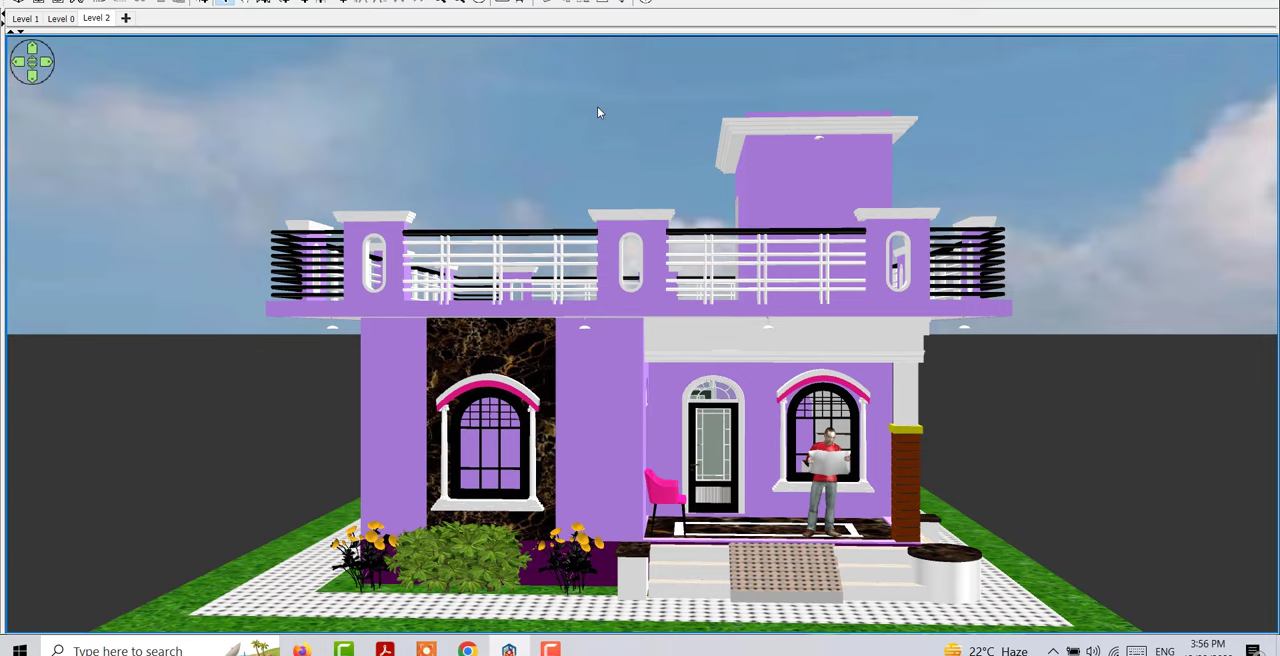 Level 1 Level 0 Level 2
Type here to search
22°C Haze
ENG
3:56 PM